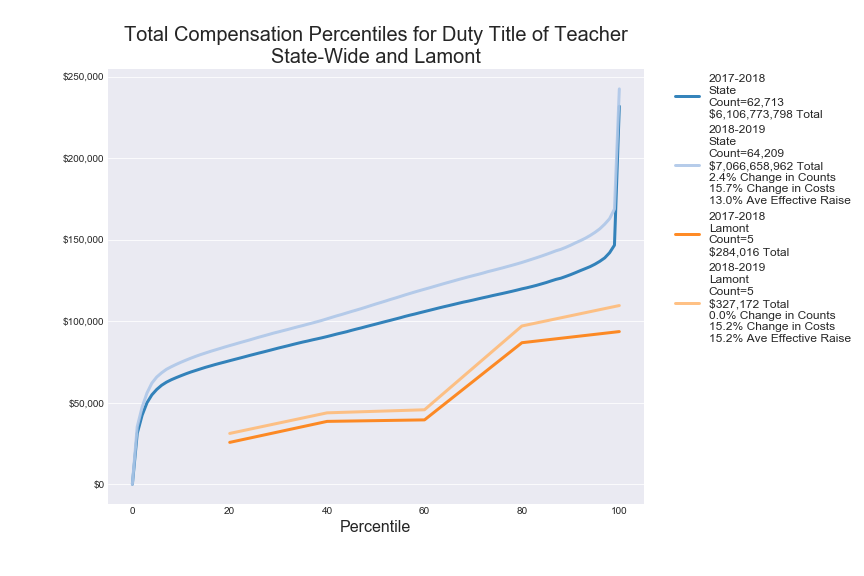 Total Compensation Percentiles for Duty Title of Teacher
State-Wide and Lamont
$250,000
$200,000
$150,000
$100,000
$50,000
$0
0
20
40
60
80
100
Percentile
2017-2018
State
Count=62,713
$6,106,773,798 Total
2018-2019
State
Count=64,209
$7,066,658,962 Total
2.4% Change in Counts
15.7% Change in Costs
13.0% Ave Effective Raise
2017-2018
Lamont
Count=5
$284,016 Total
2018-2019
Lamont
Count=5
$327,172 Total
0.0% Change in Counts
15.2% Change in Costs
15.2% Ave Effective Raise